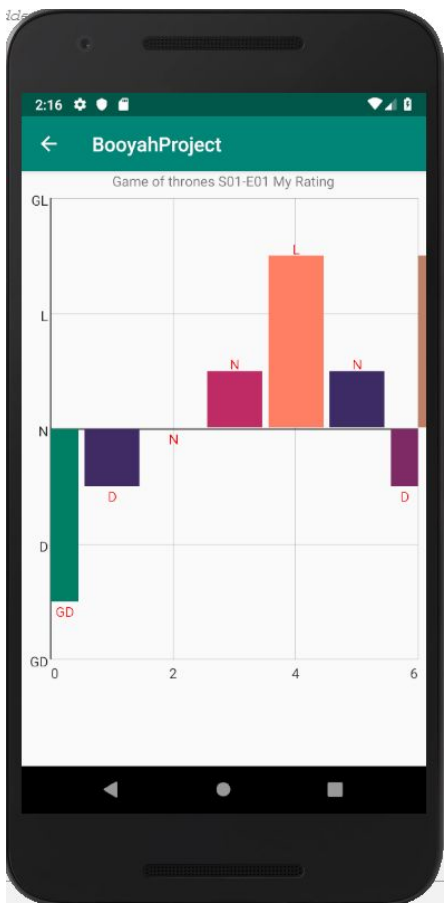 2:16
BooyahProject
Game of thrones S01-E01 My Rating
GL
L
L
N
N
N
N
D
D
D
GD
GD
0 2 4 6